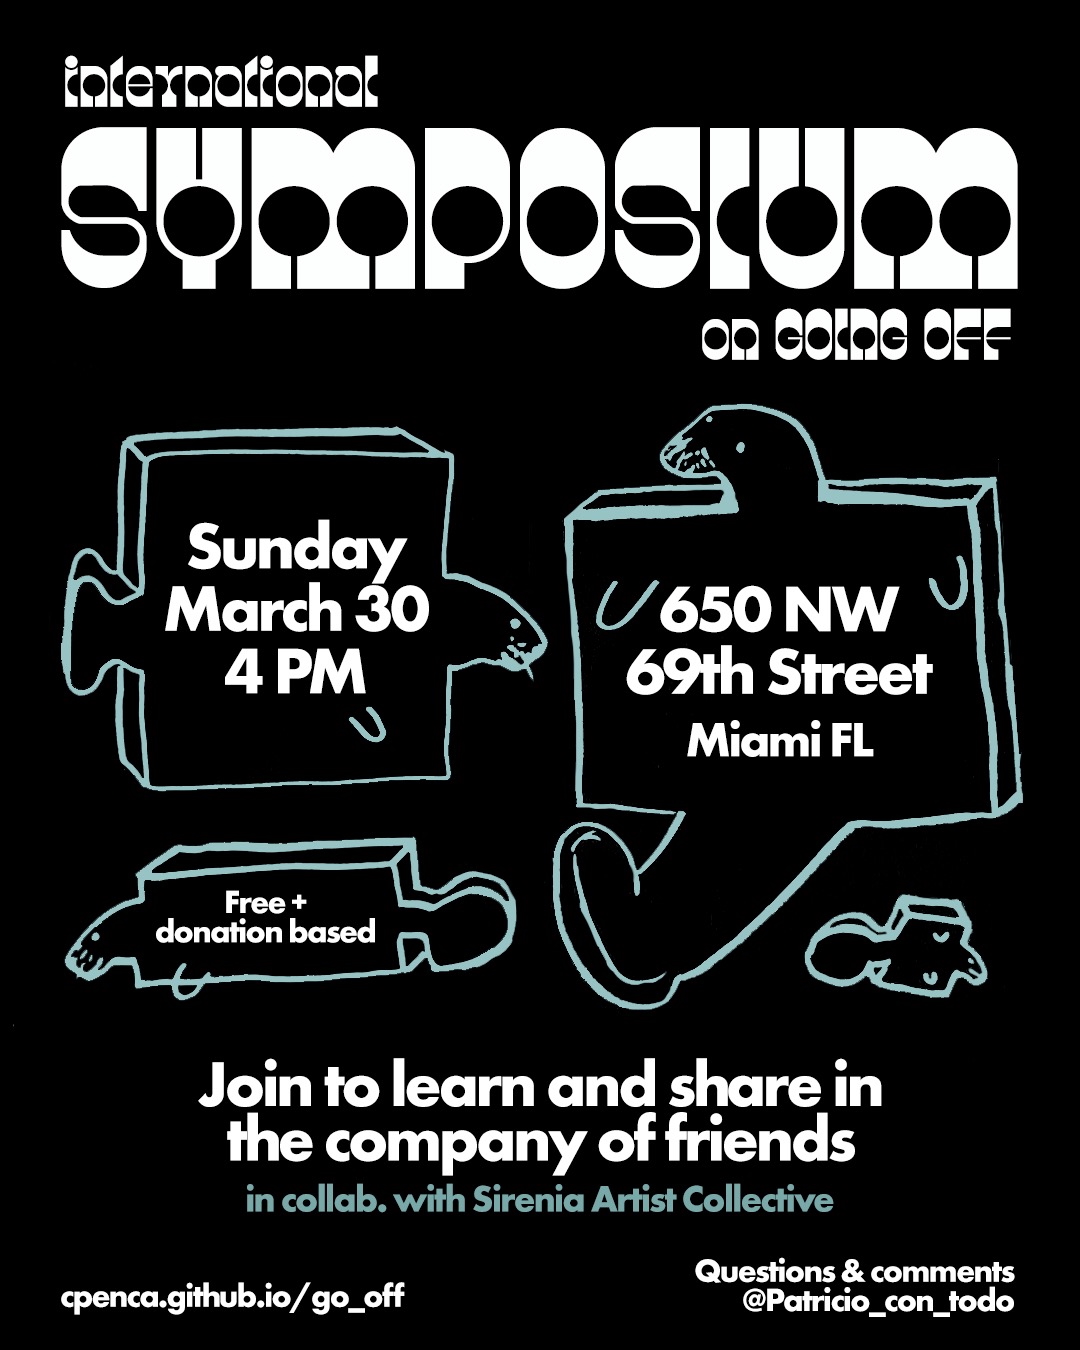 international
SYMPOSIUM
on GOING OFF
Sunday
March 30
4 PM
650 NW
69th Street
Miami FL
Free +
donation based
Join to learn and share in
the company of friends
in collab. with Sirenia Artist Collective
cpenca.github.io/go_off
Questions & comments
@Patricio_con_todo